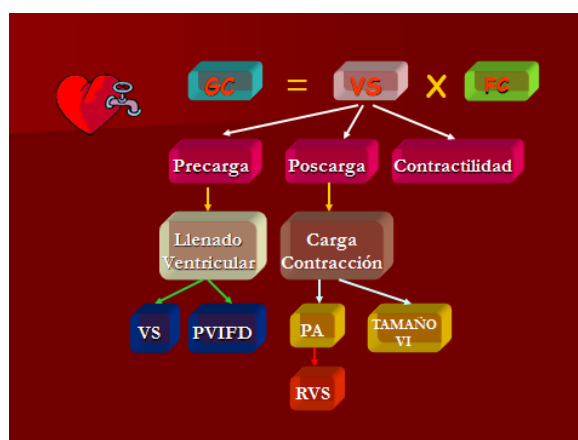 GC = VS X FC
Precarga Poscarga Contractilidad
Llenado Ventricular
Carga Contracción
VS PVIFD PA TAMAÑO VI
RVS